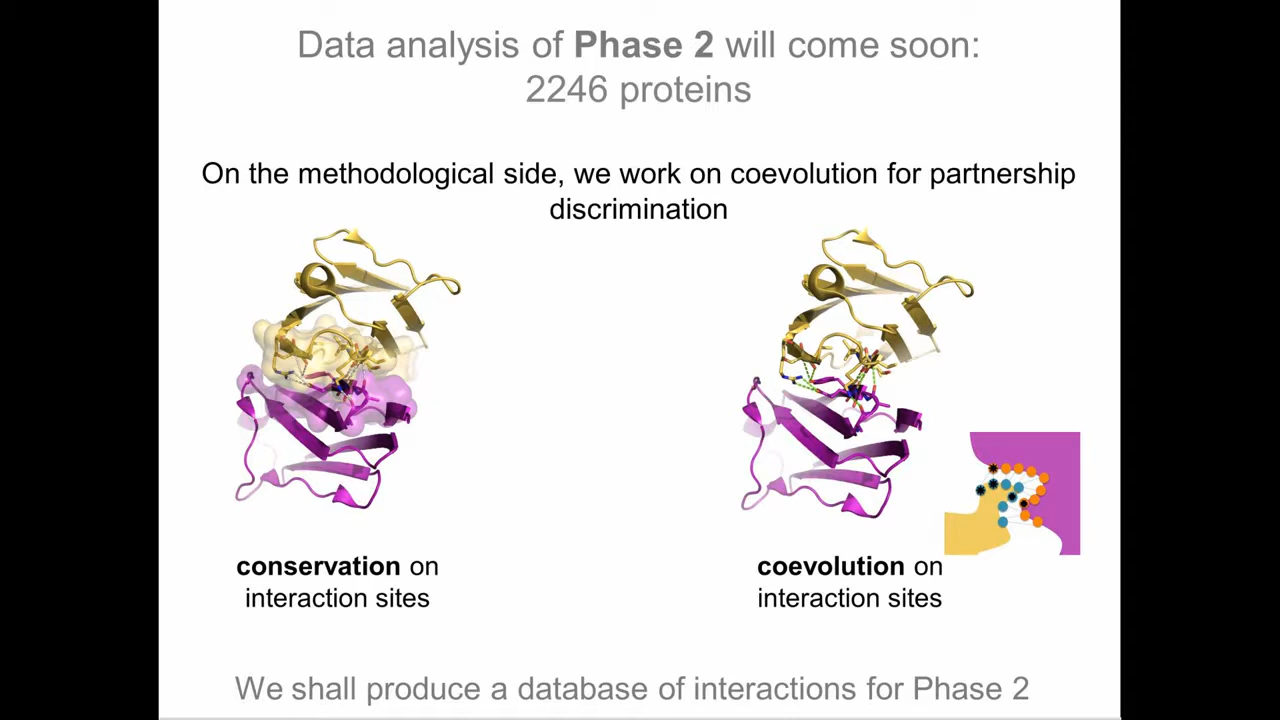 Data analysis of Phase 2 will come soon:
2246 proteins
On the methodological side, we work on coevolution for partnership
discrimination
conservation on
interaction sites
coevolution on
interaction sites
We shall produce a database of interactions for Phase 2